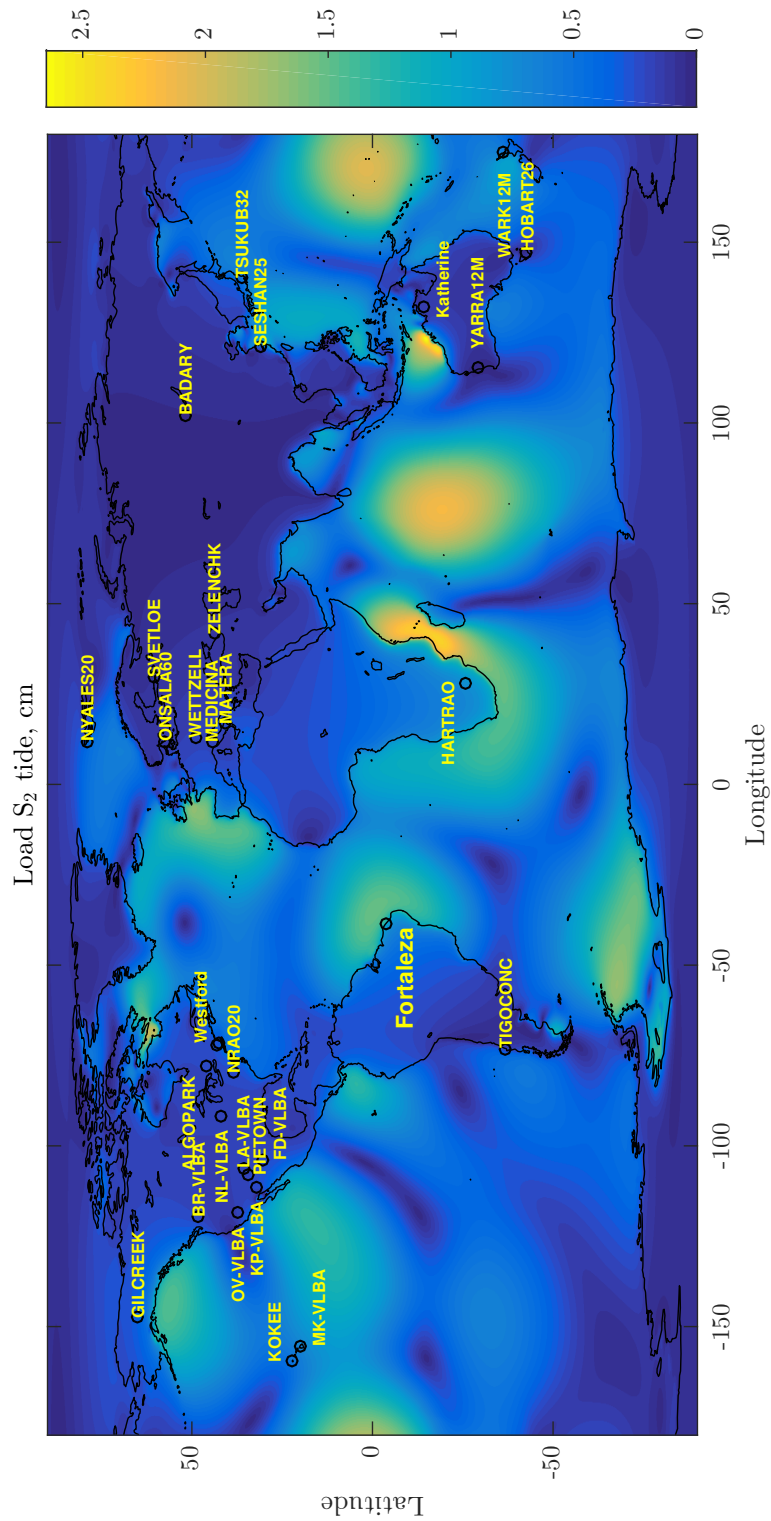 Load S₂ tide, cm
2.5
2
1.5
1
0.5
0
NYALES20
SVETLOE
ONSALA60
ZELENCHK
WETTZELL
MEDICINA
MATERA
BADARY
TSUKUB32
SESHAN25
Katherine
YARRA12M
WARK12M
HOBART26
HARTRAO
Fortaleza
TIGOCONC
Westford
NRAO20
ALGOPARK
BR-VLBA
NL-VLBA
LA-VLBA
PIETOWN
FD-VLBA
OV-VLBA
KP-VLBA
GILCREEK
KOKEE
MK-VLBA
50
0
-50
Latitude
-150
-100
-50
0
50
100
150
Longitude